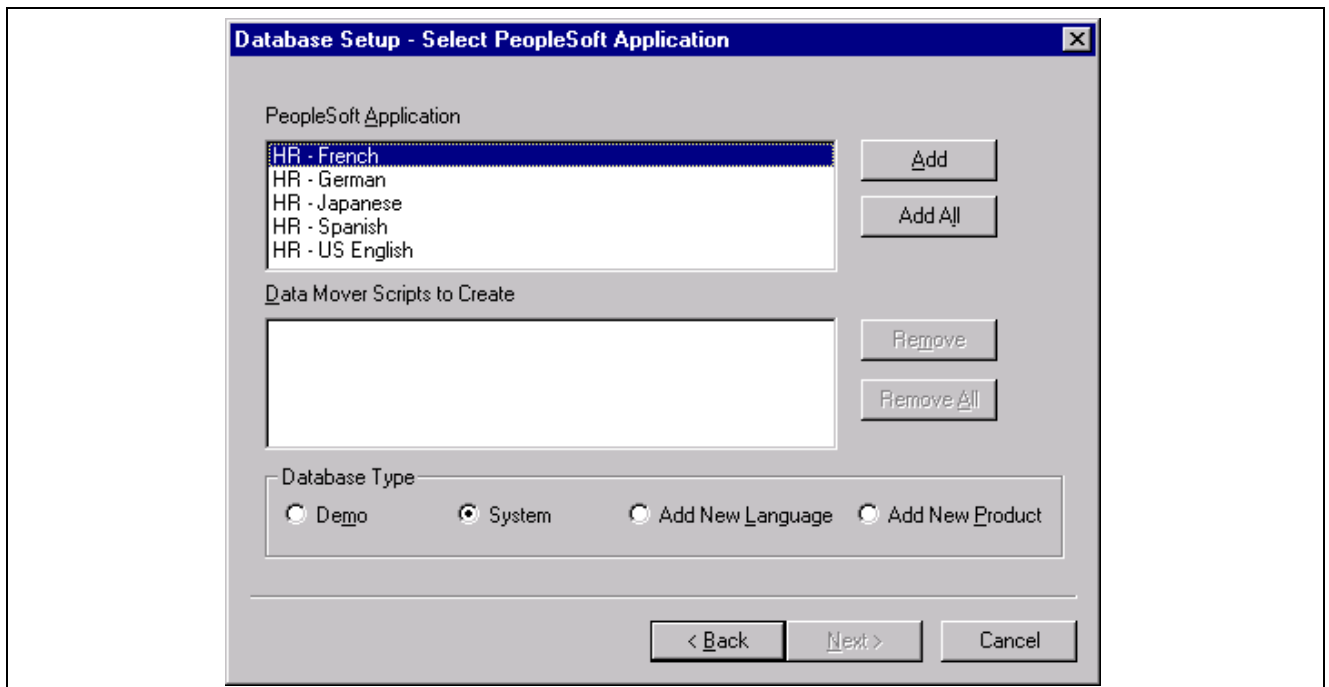 Database Setup - Select PeopleSoft Application
PeopleSoft Application
HR - French
HR - German
HR - Japanese
HR - Spanish
HR - US English
Add
Add All
Data Mover Scripts to Create
Remove
Remove All
Database Type
Demo System Add New Language Add New Product
< Back Next > Cancel